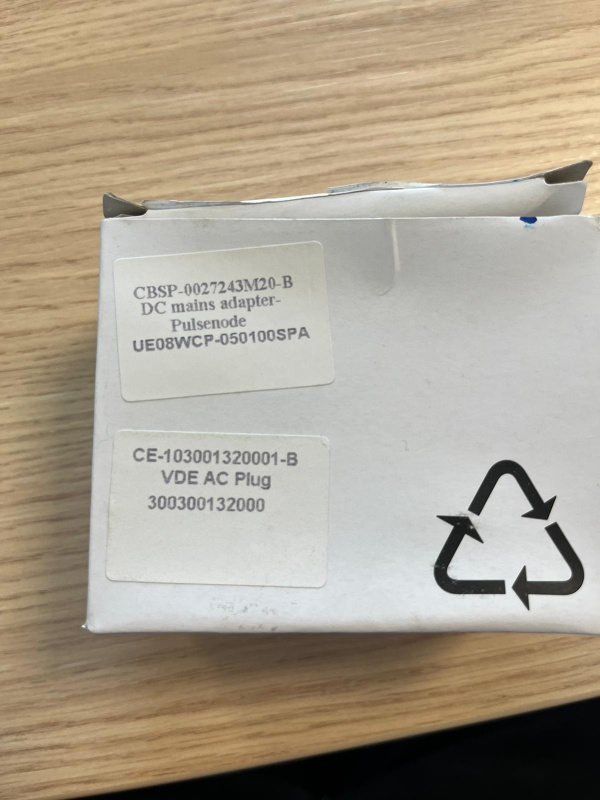 CBSP-0027243M20-B
DC mains adapter-
Pulsenode
UE08WCP-050100SPA
CE-103001320001-B
VDE AC Plug
300300132000